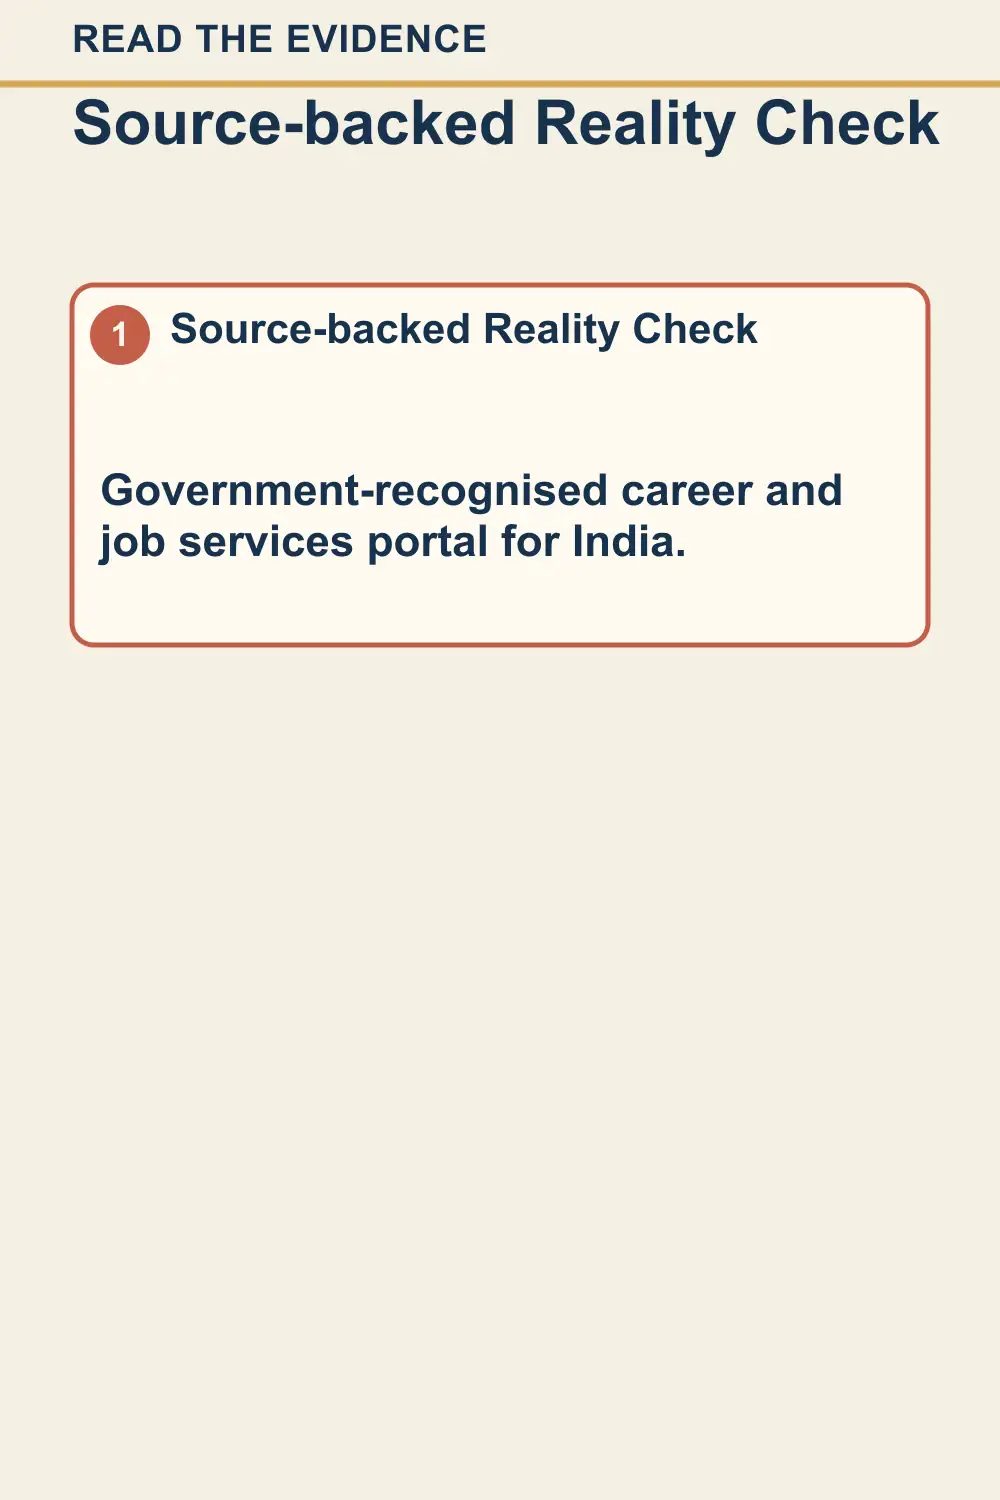 READ THE EVIDENCE
Source-backed Reality Check
1 Source-backed Reality Check
Government-recognised career and
job services portal for India.